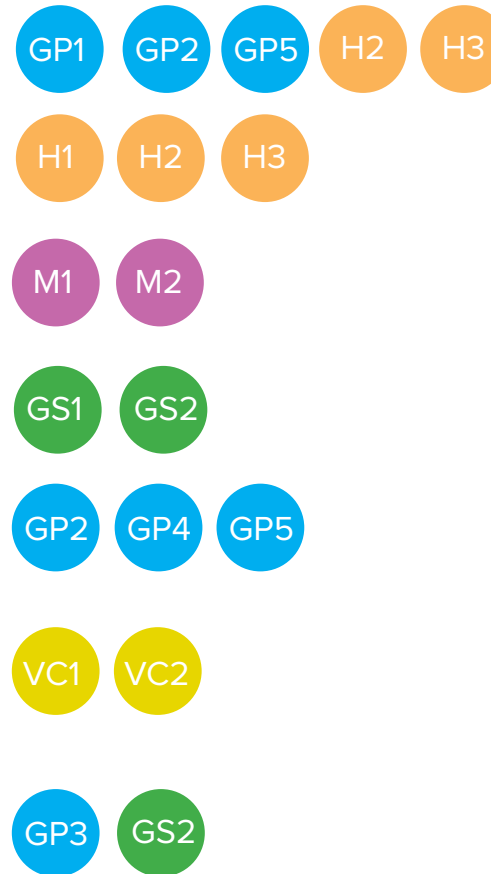 GP1 GP2 GP5 H2 H3
H1 H2 H3
M1 M2
GS1 GS2
GP2 GP4 GP5
VC1 VC2
GP3 GS2